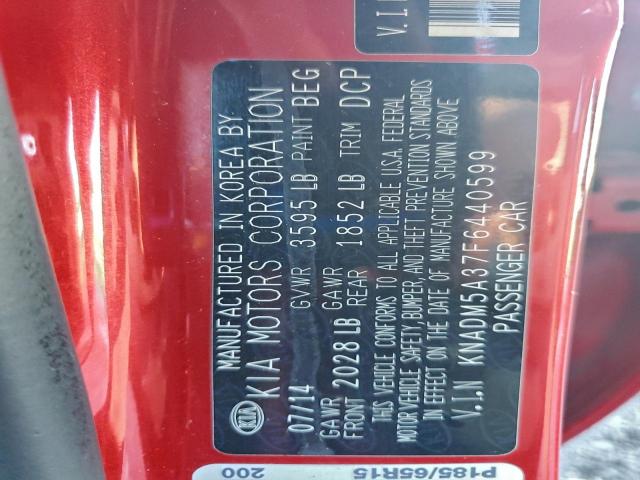 V.I
MANUFACTURED IN KOREA BY
KIA KIA MOTORS CORPORATION
07/14 GVWR 3595 LB PAINT BEG
GAWR FRONT 2028 LB GAWR REAR 1852 LB TRIM DCP
THIS VEHICLE CONFORMS TO ALL APPLICABLE U.S.A. FEDERAL
MOTOR VEHICLE SAFETY, BUMPER, AND THEFT PREVENTION STANDARDS
IN EFFECT ON THE DATE OF MANUFACTURE SHOWN ABOVE
V.I.N KNADM5A37F6440599
PASSENGER CAR
P185/65R15
200